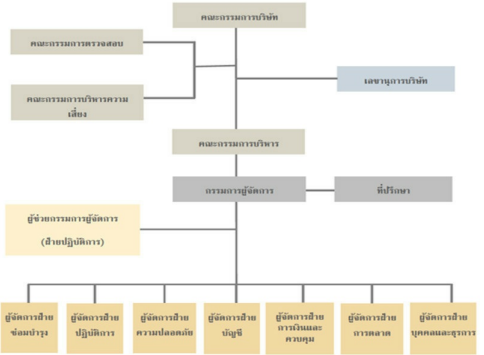 คณะกรรมการบริษัท
คณะกรรมการตรวจสอบ
เลขานุการบริษัท
คณะกรรมการบริหารความ
เสี่ยง
คณะกรรมการบริหาร
กรรมการผู้จัดการ
ที่ปรึกษา
ผู้ช่วยกรรมการผู้จัดการ
(ฝ่ายปฏิบัติการ)
ผู้จัดการฝ่าย
ซ่อมบำรุง
ผู้จัดการฝ่าย
ปฏิบัติการ
ผู้จัดการฝ่าย
ความปลอดภัย
ผู้จัดการฝ่าย
บัญชี
ผู้จัดการฝ่าย
การเงินและ
ควบคุม
ผู้จัดการฝ่าย
การตลาด
ผู้จัดการฝ่าย
บุคคลและธุรการ